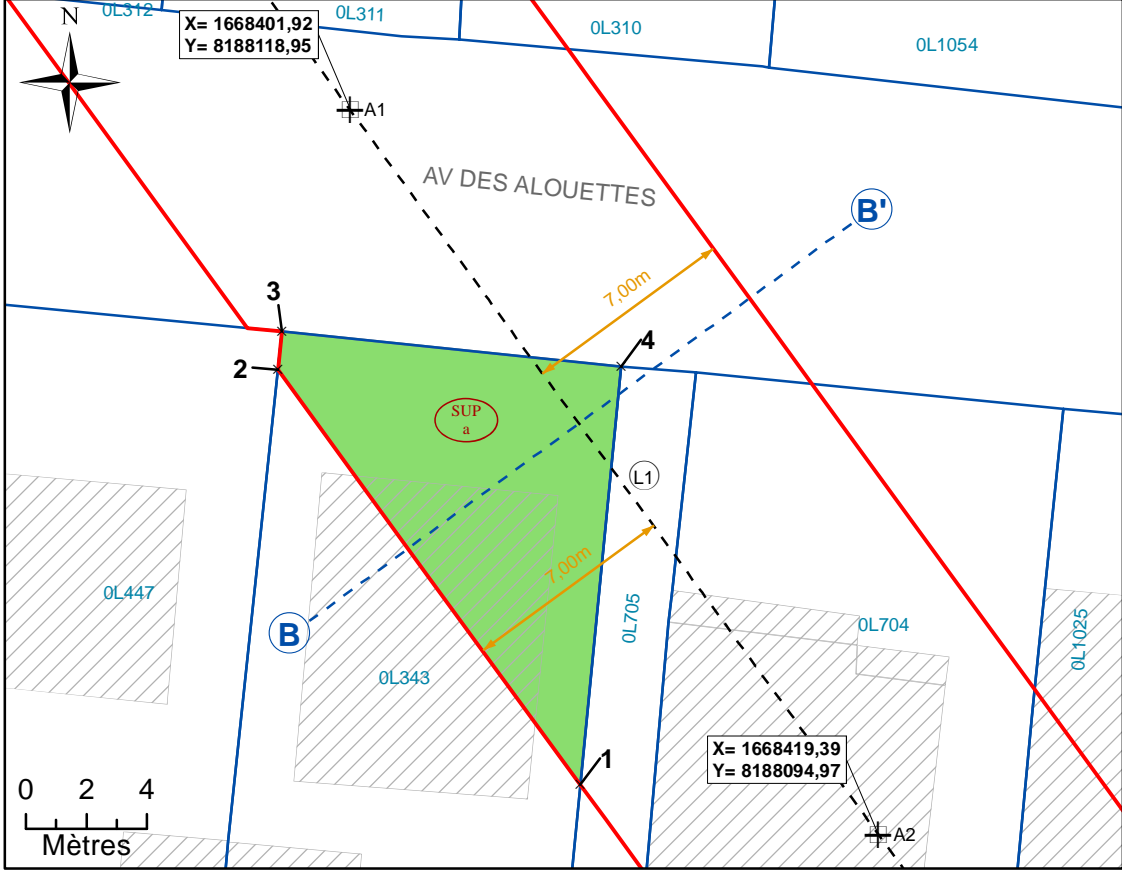 0L312
0L311
0L310
0L1054
N
X= 1668401,92
Y= 8188118,95
A1
AV DES ALOUETTES
B'
7,00m
3
4
2
SUP
a
L1
7,00m
0L447
B
0L343
0L705
0L704
0L1025
1
X= 1668419,39
Y= 8188094,97
A2
0 2 4
Mètres